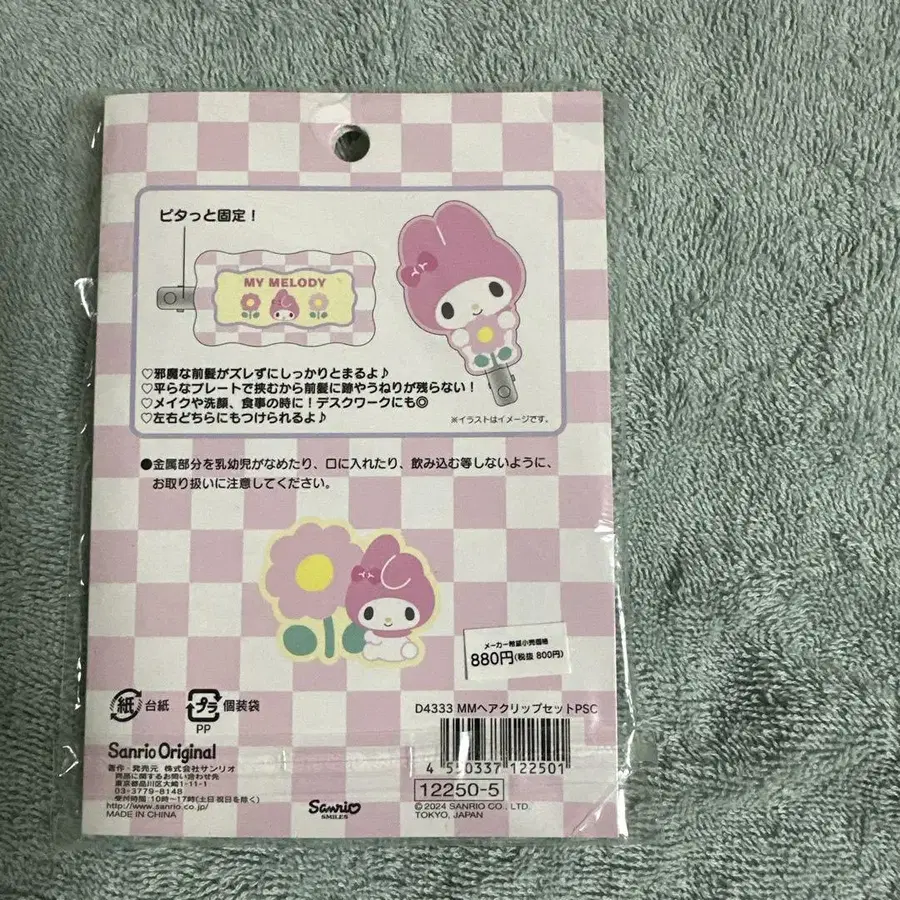 ピタっと固定！
MY MELODY
♡邪魔な前髪がズレずにしっかりとまるよ♪
♡平らなプレートで挟むから前髪に跡やうねりが残らない！
♡メイクや洗顔、食事の時に！デスクワークにも◎
♡左右どちらにもつけられるよ♪
※イラストはイメージです。
●金属部分を乳幼児がなめたり、口に入れたり、飲み込む等しないように、
お取り扱いに注意してください。
メーカー希望小売価格
880円(税抜 800円)
紙 台紙
プラ 個装袋
PP
D4333 MMヘアクリップセットPSC
4 550337 122501
12250-5
© 2024 SANRIO CO., LTD.
TOKYO, JAPAN
Sanrio Original
著作・発売元 株式会社サンリオ
商品に関するお問い合わせ先
東京都品川区大崎1-11-1
03-3779-8148
受付時間:10時～17時(土日祝日を除く)
http://www.sanrio.co.jp/
MADE IN CHINA
Sanrio
SMILES